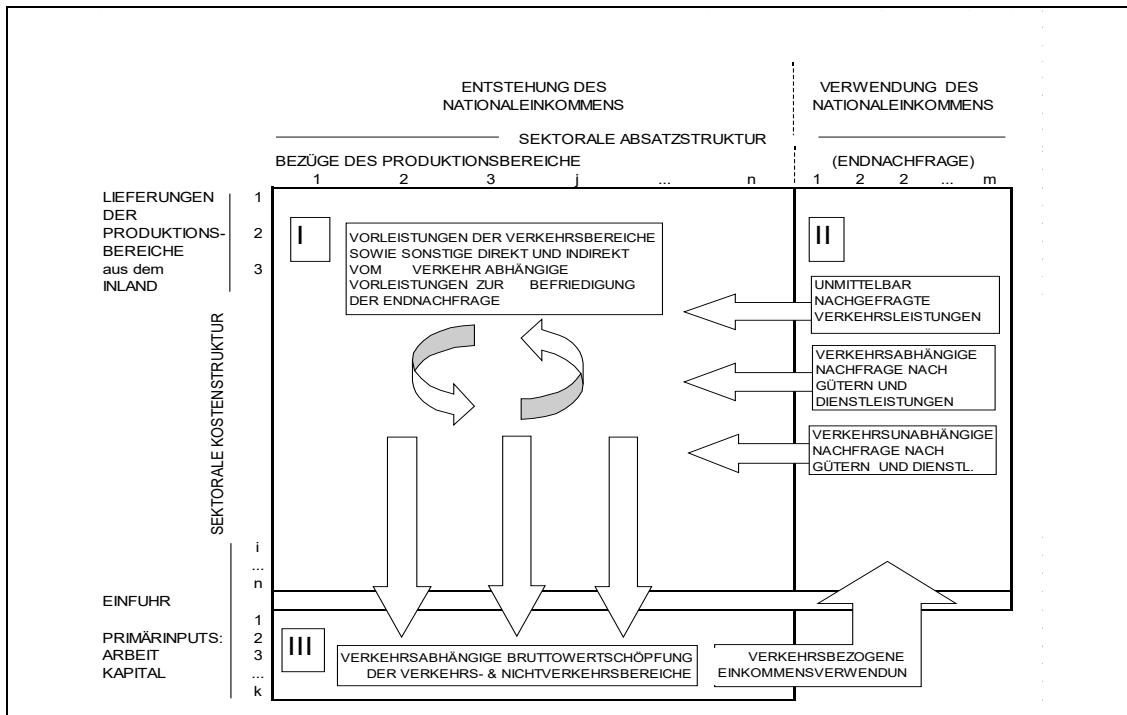 ENTSTEHUNG DES
NATIONALEINKOMMENS
VERWENDUNG DES
NATIONALEINKOMMENS
SEKTORALE ABSATZSTRUKTUR
BEZÜGE DES PRODUKTIONSBEREICHE
(ENDNACHFRAGE)
1 2 3 j ... n 1 2 2 ... m
LIEFERUNGEN 1
DER
PRODUKTIONS- 2
BEREICHE
aus dem 3
INLAND
I
VORLEISTUNGEN DER VERKEHRSBEREICHE
SOWIE SONSTIGE DIREKT UND INDIREKT
VOM VERKEHR ABHÄNGIGE
VORLEISTUNGEN ZUR BEFRIEDIGUNG
DER ENDNACHFRAGE
II
UNMITTELBAR
NACHGEFRAGTE
VERKEHRSLEISTUNGEN
VERKEHRSABHÄNGIGE
NACHFRAGE NACH
GÜTERN UND
DIENSTLEISTUNGEN
VERKEHRSUNABHÄNGIGE
NACHFRAGE NACH
GÜTERN UND DIENSTL.
SEKTORALE KOSTENSTRUKTUR
i
...
n
EINFUHR
1
PRIMÄRINPUTS: 2
ARBEIT 3
KAPITAL ...
k
III
VERKEHRSABHÄNGIGE BRUTTOWERTSCHÖPFUNG
DER VERKEHRS- & NICHTVERKEHRSBEREICHE
VERKEHRSBEZOGENE
EINKOMMENSVERWENDUN